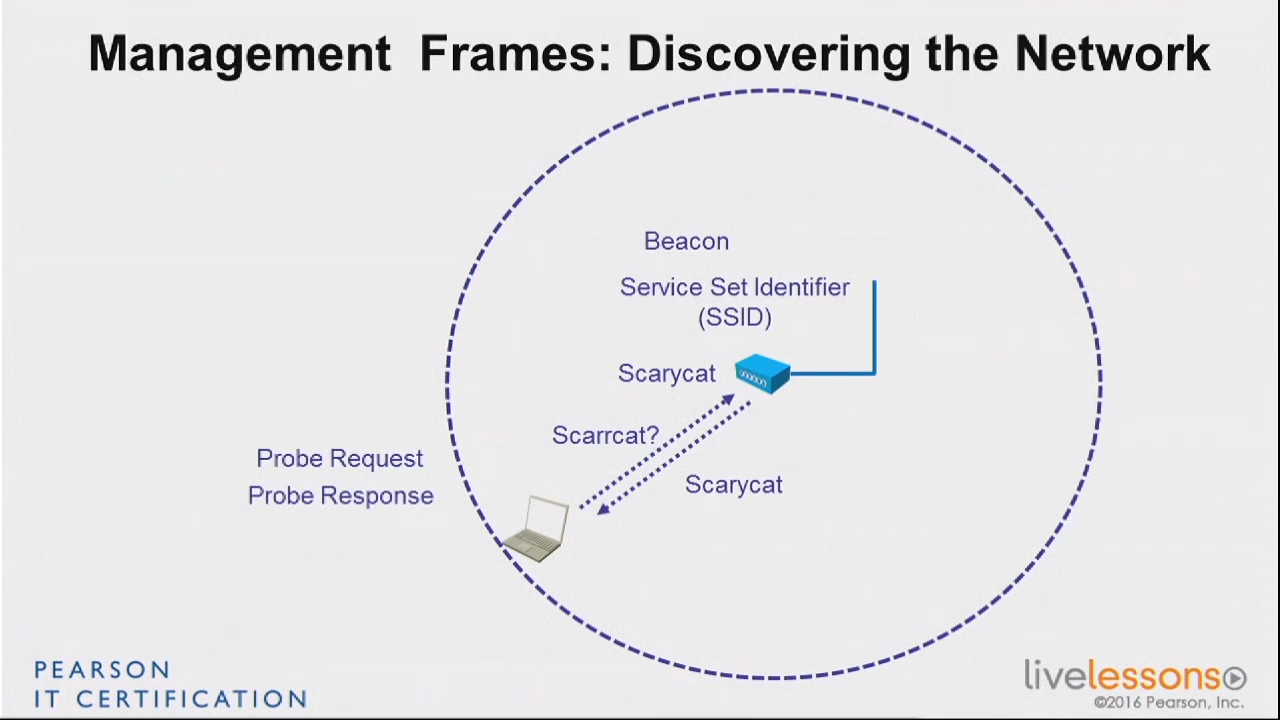 Management Frames: Discovering the Network
Beacon
Service Set Identifier
(SSID)
Scarycat
Scarrcat?
Probe Request
Probe Response
Scarycat
PEARSON
IT CERTIFICATION
livelessons
©2016 Pearson, Inc.